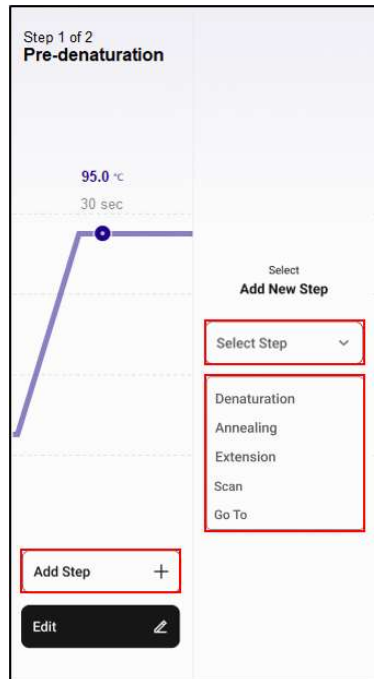 Step 1 of 2
Pre-denaturation
95.0 °C
30 sec
Add Step
Edit
Select
Add New Step
Select Step
Denaturation
Annealing
Extension
Scan
Go To